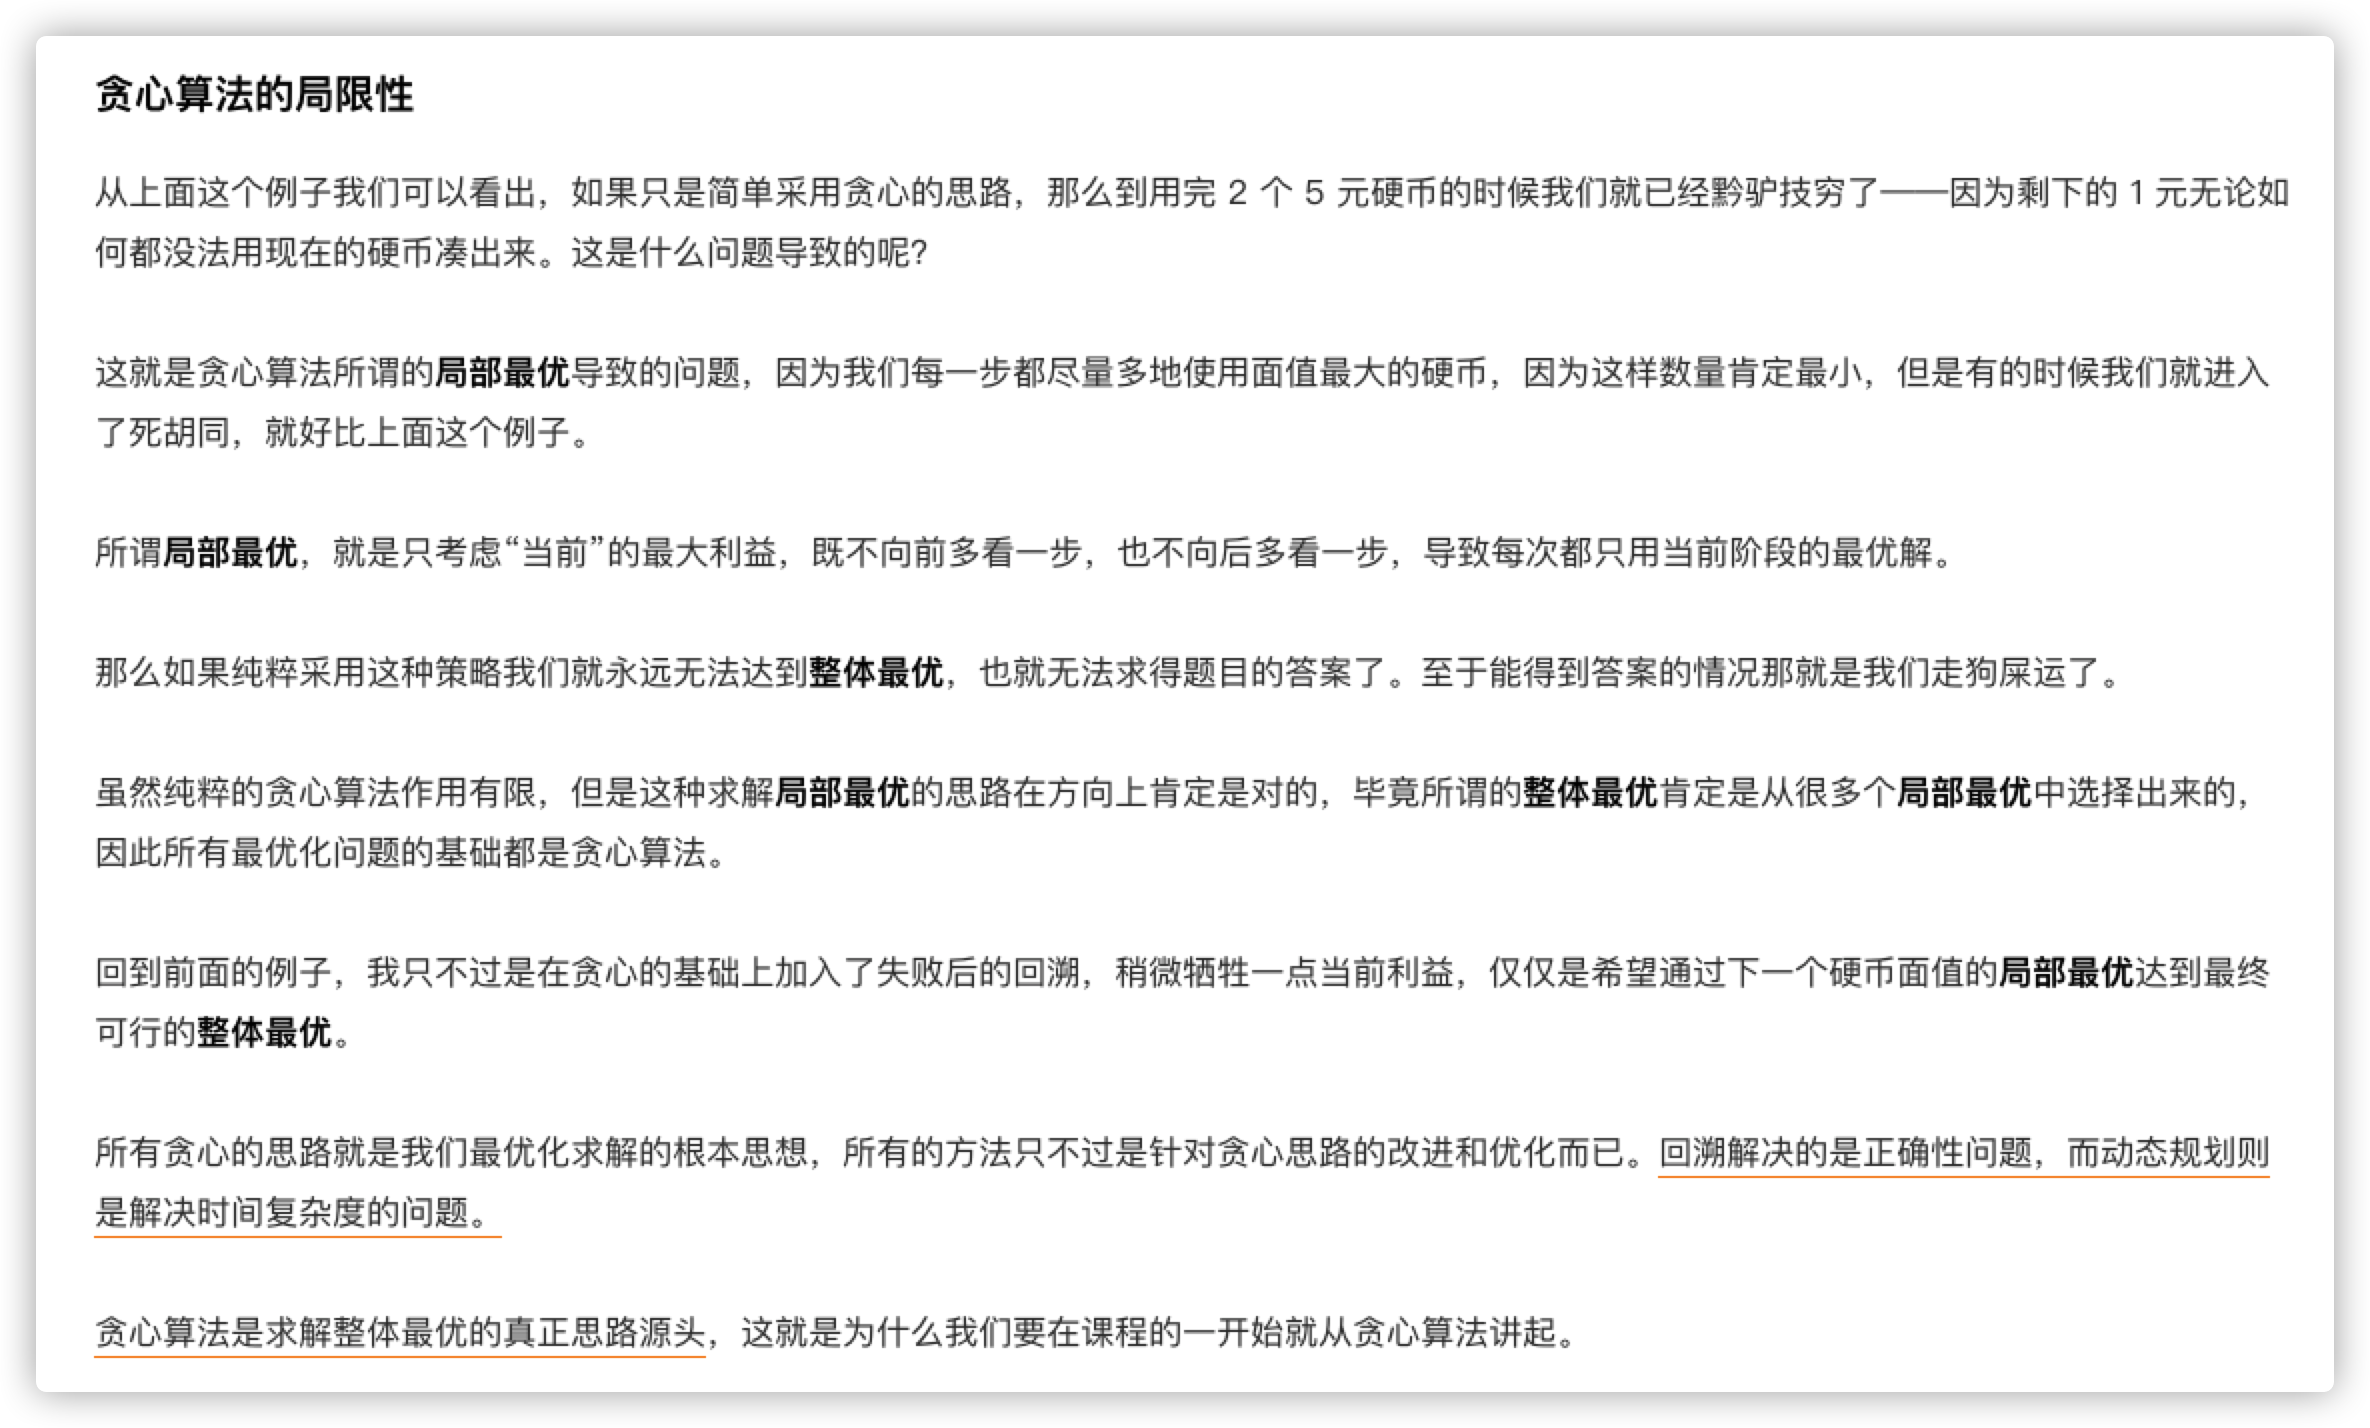 贪心算法的局限性
从上面这个例子我们可以看出，如果只是简单采用贪心的思路，那么到用完 2 个 5 元硬币的时候我们就已经黔驴技穷了——因为剩下的 1 元无论如
何都没法用现在的硬币凑出来。这是什么问题导致的呢？
这就是贪心算法所谓的局部最优导致的问题，因为我们每一步都尽量多地使用面值最大的硬币，因为这样数量肯定最小，但是有的时候我们就进入
了死胡同，就好比上面这个例子。
所谓局部最优，就是只考虑“当前”的最大利益，既不向前多看一步，也不向后多看一步，导致每次都只用当前阶段的最优解。
那么如果纯粹采用这种策略我们就永远无法达到整体最优，也就无法求得题目的答案了。至于能得到答案的情况那就是我们走狗屎运了。
虽然纯粹的贪心算法作用有限，但是这种求解局部最优的思路在方向上肯定是对的，毕竟所谓的整体最优肯定是从很多个局部最优中选择出来的，
因此所有最优化问题的基础都是贪心算法。
回到前面的例子，我只不过是在贪心的基础上加入了失败后的回溯，稍微牺牲一点当前利益，仅仅是希望通过下一个硬币面值的局部最优达到最终
可行的整体最优。
所有贪心的思路就是我们最优化求解的根本思想，所有的方法只不过是针对贪心思路的改进和优化而已。回溯解决的是正确性问题，而动态规划则
是解决时间复杂度的问题。
贪心算法是求解整体最优的真正思路源头，这就是为什么我们要在课程的一开始就从贪心算法讲起。